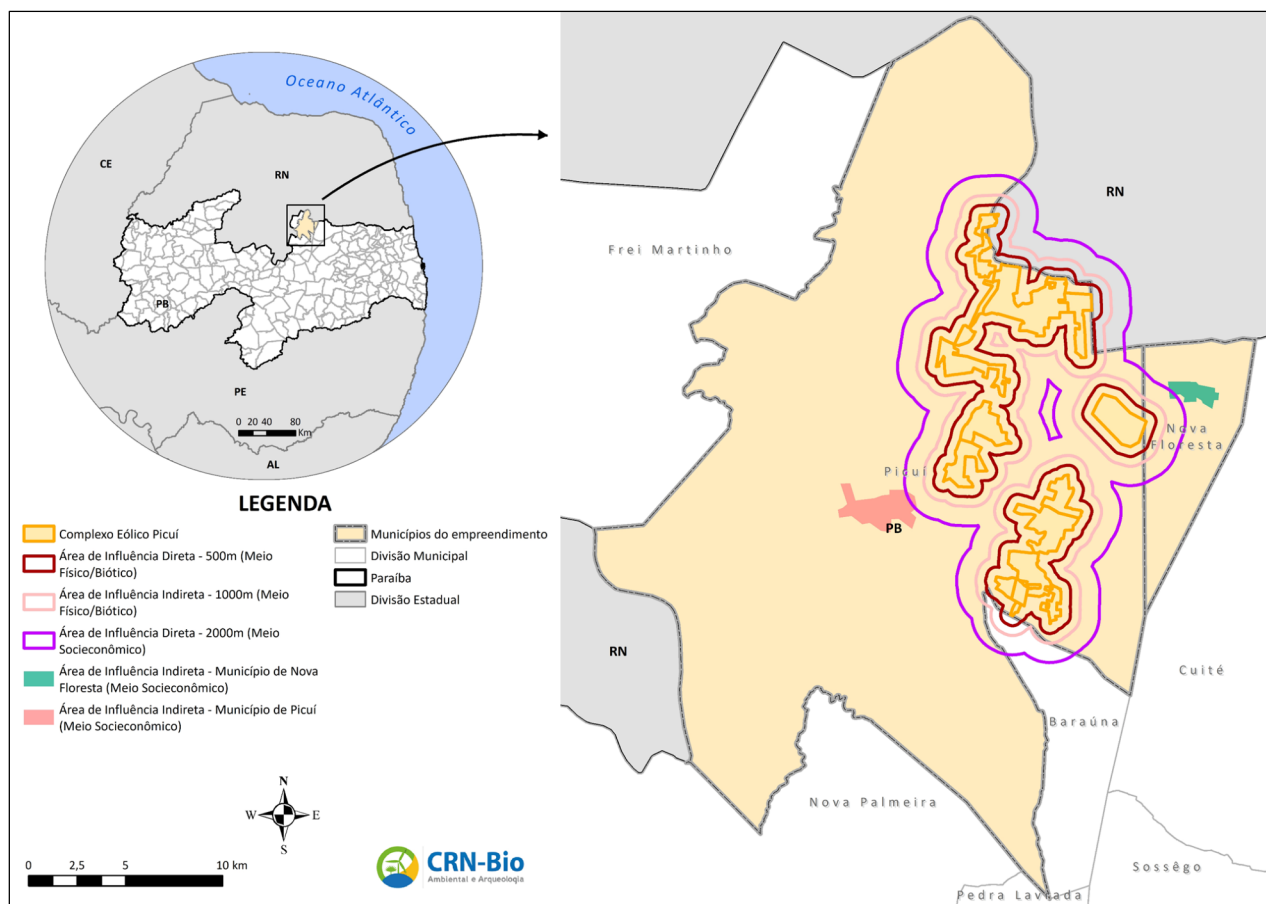 Oceano Atlântico
CE
RN
PB
PE
AL
0 20 40 80
Km
LEGENDA
Complexo Eólico Picuí
Área de Influência Direta - 500m (Meio
Físico/Biótico)
Área de Influência Indireta - 1000m (Meio
Físico/Biótico)
Área de Influência Direta - 2000m (Meio
Socieconômico)
Área de Influência Indireta - Município de Nova
Floresta (Meio Socieconômico)
Área de Influência Indireta - Município de Picuí
(Meio Socieconômico)
Municípios do empreendimento
Divisão Municipal
Paraíba
Divisão Estadual
N
W E
S
0 2,5 5 10 km
CRN-Bio
Ambiental e Arqueologia
RN
Frei Martinho
Nova
Floresta
Picuí
PB
RN
Cuité
Baraúna
Nova Palmeira
Sossêgo
Pedra Lavrada